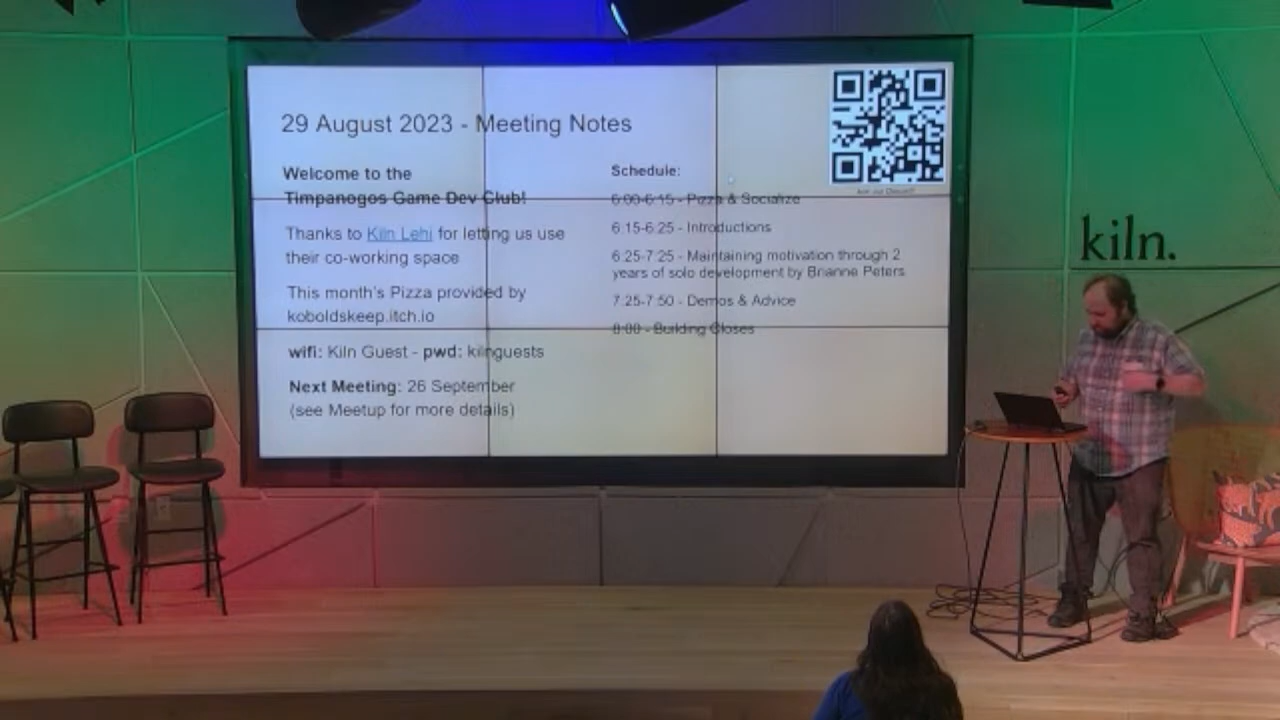 29 August 2023 - Meeting Notes
Welcome to the
Timpanogos Game Dev Club!
Thanks to Kiln Lehi for letting us use
their co-working space
This month's Pizza provided by
koboldskeep.itch.io
wifi: Kiln Guest - pwd: kilnguests
Next Meeting: 26 September
(see Meetup for more details)
Schedule:
6:00-6:15 - Pizza & Socialize
6:15-6:25 - Introductions
6:25-7:25 - Maintaining motivation through 2
years of solo development by Brianne Peters
7:25-7:50 - Demos & Advice
8:00 - Building Closes
Join our Discord!
kiln.